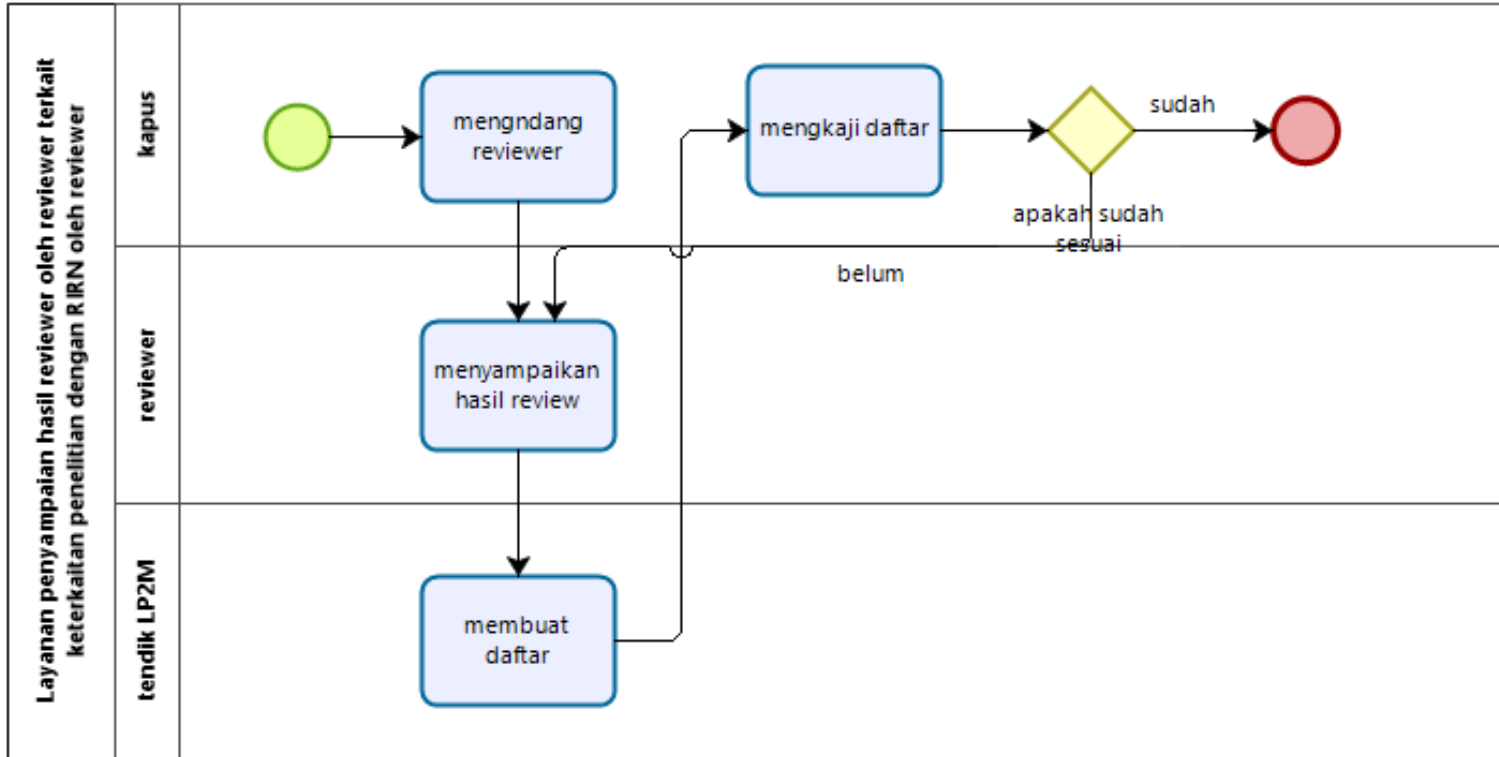 Layanan penyampaian hasil reviewer oleh reviewer terkait
keterkaitan penelitian dengan RIRN oleh reviewer
kapus
mengndang
reviewer
mengkaji daftar
sudah
apakah sudah
sesuai
belum
reviewer
menyampaikan
hasil review
tendik LP2M
membuat
daftar